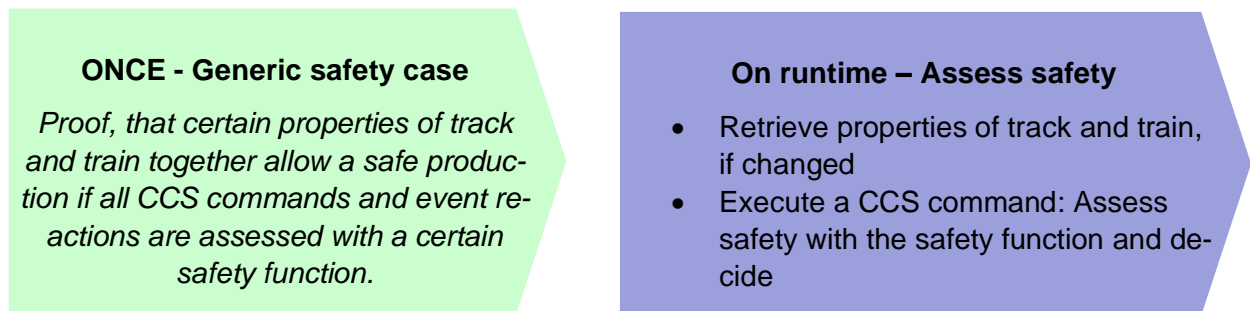 ONCE - Generic safety case
Proof, that certain properties of track
and train together allow a safe produc-
tion if all CCS commands and event re-
actions are assessed with a certain
safety function.
On runtime – Assess safety
• Retrieve properties of track and train,
if changed
• Execute a CCS command: Assess
safety with the safety function and de-
cide